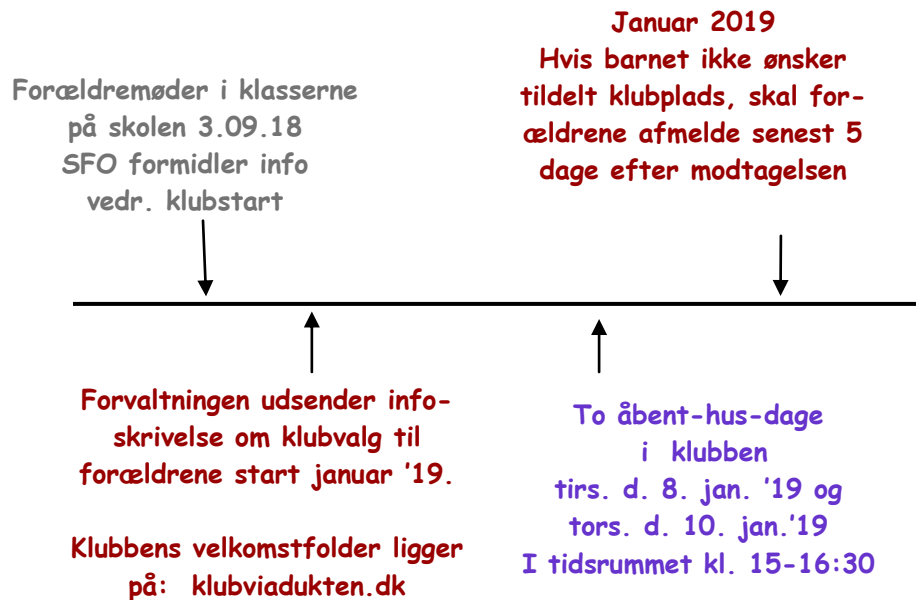 Forældremøder i klasserne
på skolen 3.09.18
SFO formidler info
vedr. klubstart
Januar 2019
Hvis barnet ikke ønsker
tildelt klubplads, skal for-
ældrene afmelde senest 5
dage efter modtagelsen
Forvaltningen udsender info-
skrivelse om klubvalg til
forældrene start januar ’19.
Klubbens velkomstfolder ligger
på: klubviadukten.dk
To åbent-hus-dage
i klubben
tirs. d. 8. jan. ’19 og
tors. d. 10. jan.’19
I tidsrummet kl. 15-16:30